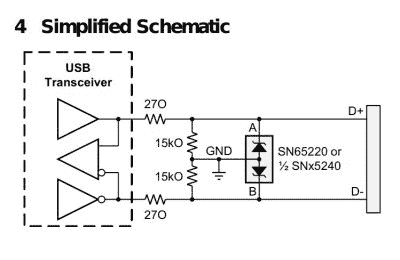 4 Simplified Schematic
USB
Transceiver
27O
D+
A
15kO
GND
SN65220 or
½ SNx5240
15kO
B
D-
27O